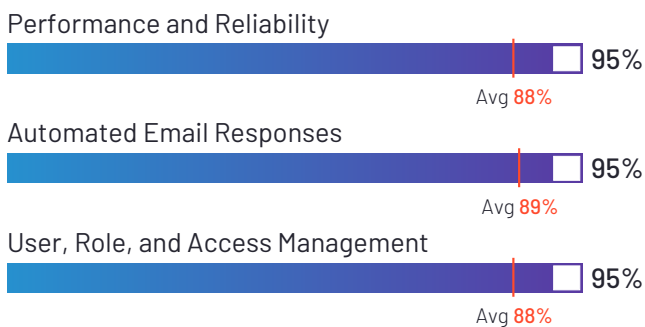 Performance and Reliability
95%
Avg 88%
Automated Email Responses
95%
Avg 89%
User, Role, and Access Management
95%
Avg 88%